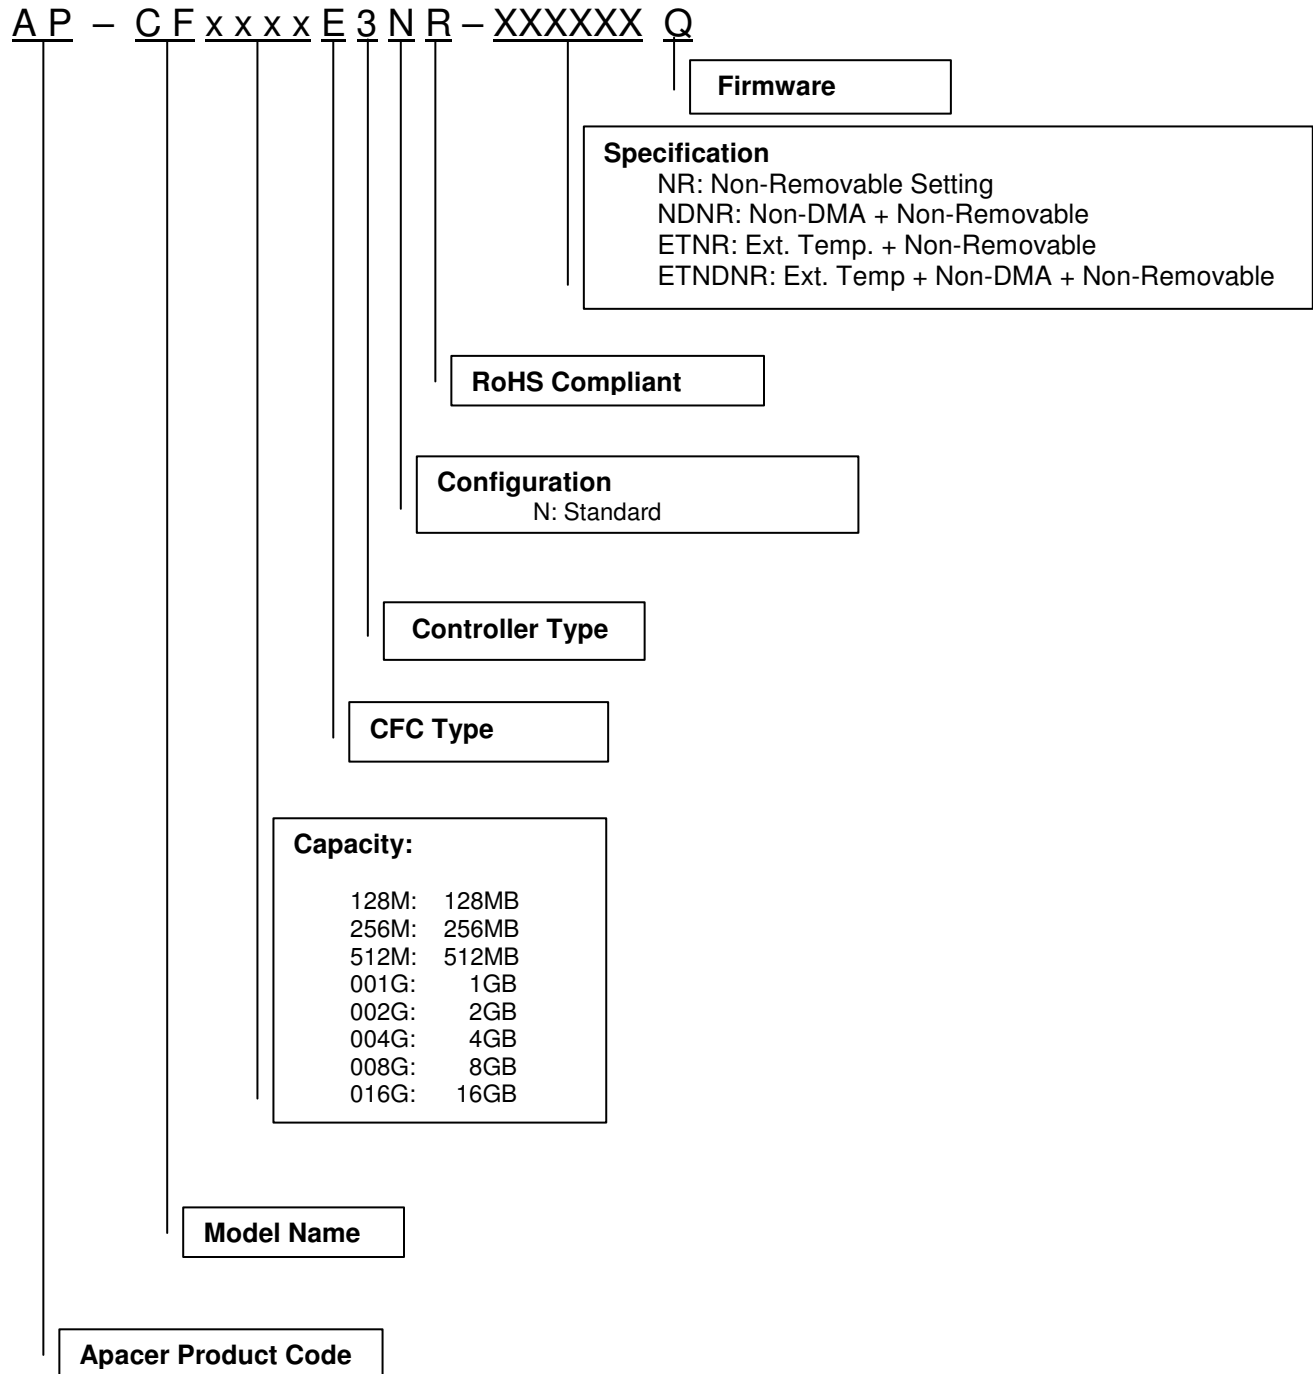 A P – C F x x x x E 3 N R – XXXXXX Q
Firmware
Specification
NR: Non-Removable Setting
NDNR: Non-DMA + Non-Removable
ETNR: Ext. Temp. + Non-Removable
ETNDNR: Ext. Temp + Non-DMA + Non-Removable
RoHS Compliant
Configuration
N: Standard
Controller Type
CFC Type
Capacity:
128M: 128MB
256M: 256MB
512M: 512MB
001G: 1GB
002G: 2GB
004G: 4GB
008G: 8GB
016G: 16GB
Model Name
Apacer Product Code